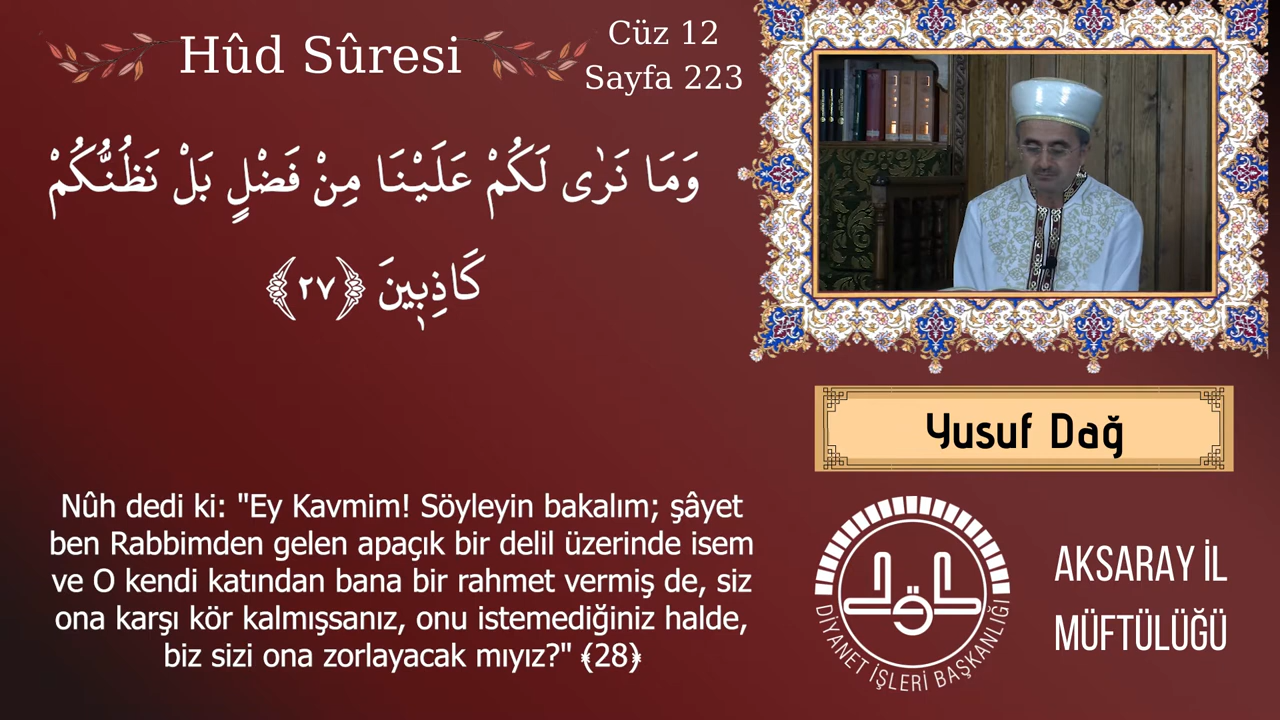 Hûd Sûresi
Cüz 12
Sayfa 223
وَمَا نَرٰى لَكُمْ عَلَيْنَا مِنْ فَضْلٍ بَلْ نَظُنُّكُمْ
كَاذِب۪ينَ ﴿٢٧﴾
Yusuf Dağ
Nûh dedi ki: "Ey Kavmim! Söyleyin bakalım; şâyet
ben Rabbimden gelen apaçık bir delil üzerinde isem
ve O kendi katından bana bir rahmet vermiş de, siz
ona karşı kör kalmışsanız, onu istemediğiniz halde,
biz sizi ona zorlayacak mıyız?" ﴾28﴿
DİYANET İŞLERİ BAŞKANLIĞI
AKSARAY İL
MÜFTÜLÜĞÜ